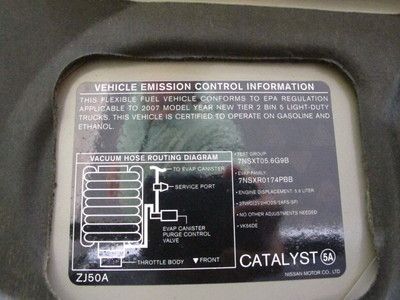 VEHICLE EMISSION CONTROL INFORMATION
THIS FLEXIBLE FUEL VEHICLE CONFORMS TO EPA REGULATION
APPLICABLE TO 2007 MODEL YEAR NEW TIER 2 BIN 5 LIGHT-DUTY
TRUCKS. THIS VEHICLE IS CERTIFIED TO OPERATE ON GASOLINE AND
ETHANOL.
VACUUM HOSE ROUTING DIAGRAM
TO EVAP CANISTER
SERVICE PORT
EVAP CANISTER
PURGE CONTROL
VALVE
THROTTLE BODY
▼ FRONT
ZJ50A
• TEST GROUP
7NSXT05.6G9B
• EVAP FAMILY
7NSXR0174PBB
• ENGINE DISPLACEMENT 5.6 LITER
• NO OTHER ADJUSTMENTS NEEDED
• VK56DE
CATALYST 5A
NISSAN MOTOR CO., LTD